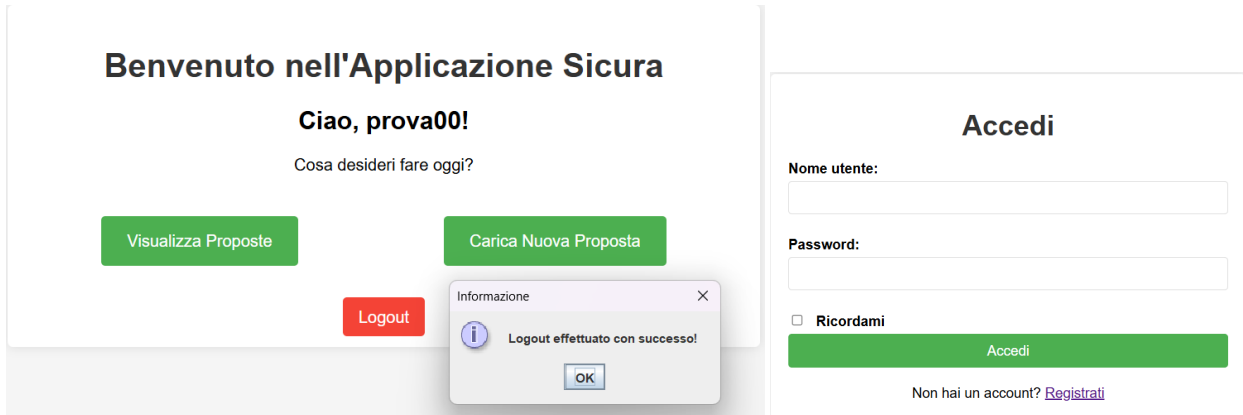 Benvenuto nell'Applicazione Sicura
Ciao, prova00!
Cosa desideri fare oggi?
Visualizza Proposte
Carica Nuova Proposta
Logout
Informazione
Logout effettuato con successo!
OK
Accedi
Nome utente:
Password:
Ricordami
Accedi
Non hai un account? Registrati